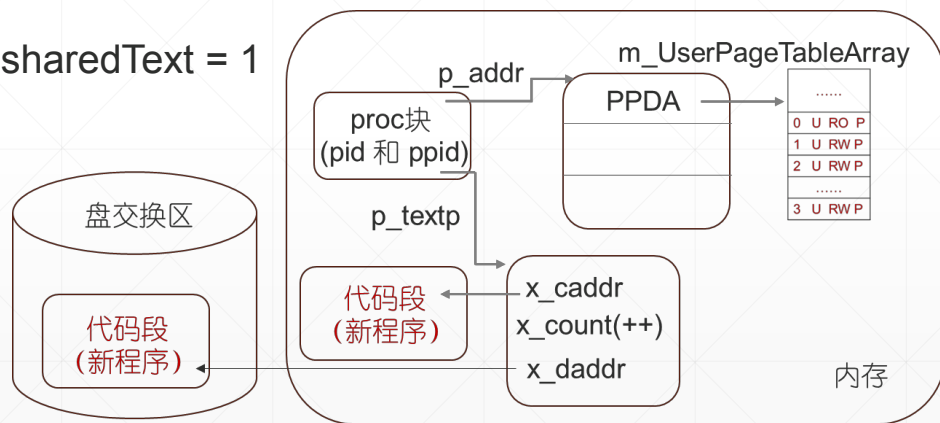 sharedText = 1
m_UserPageTableArray
p_addr
PPDA
proc块
(pid 和 ppid)
......
0 U RO P
1 U RW P
2 U RW P
......
3 U RW P
盘交换区
p_textp
代码段
(新程序)
x_caddr
x_count(++)
x_daddr
代码段
(新程序)
内存